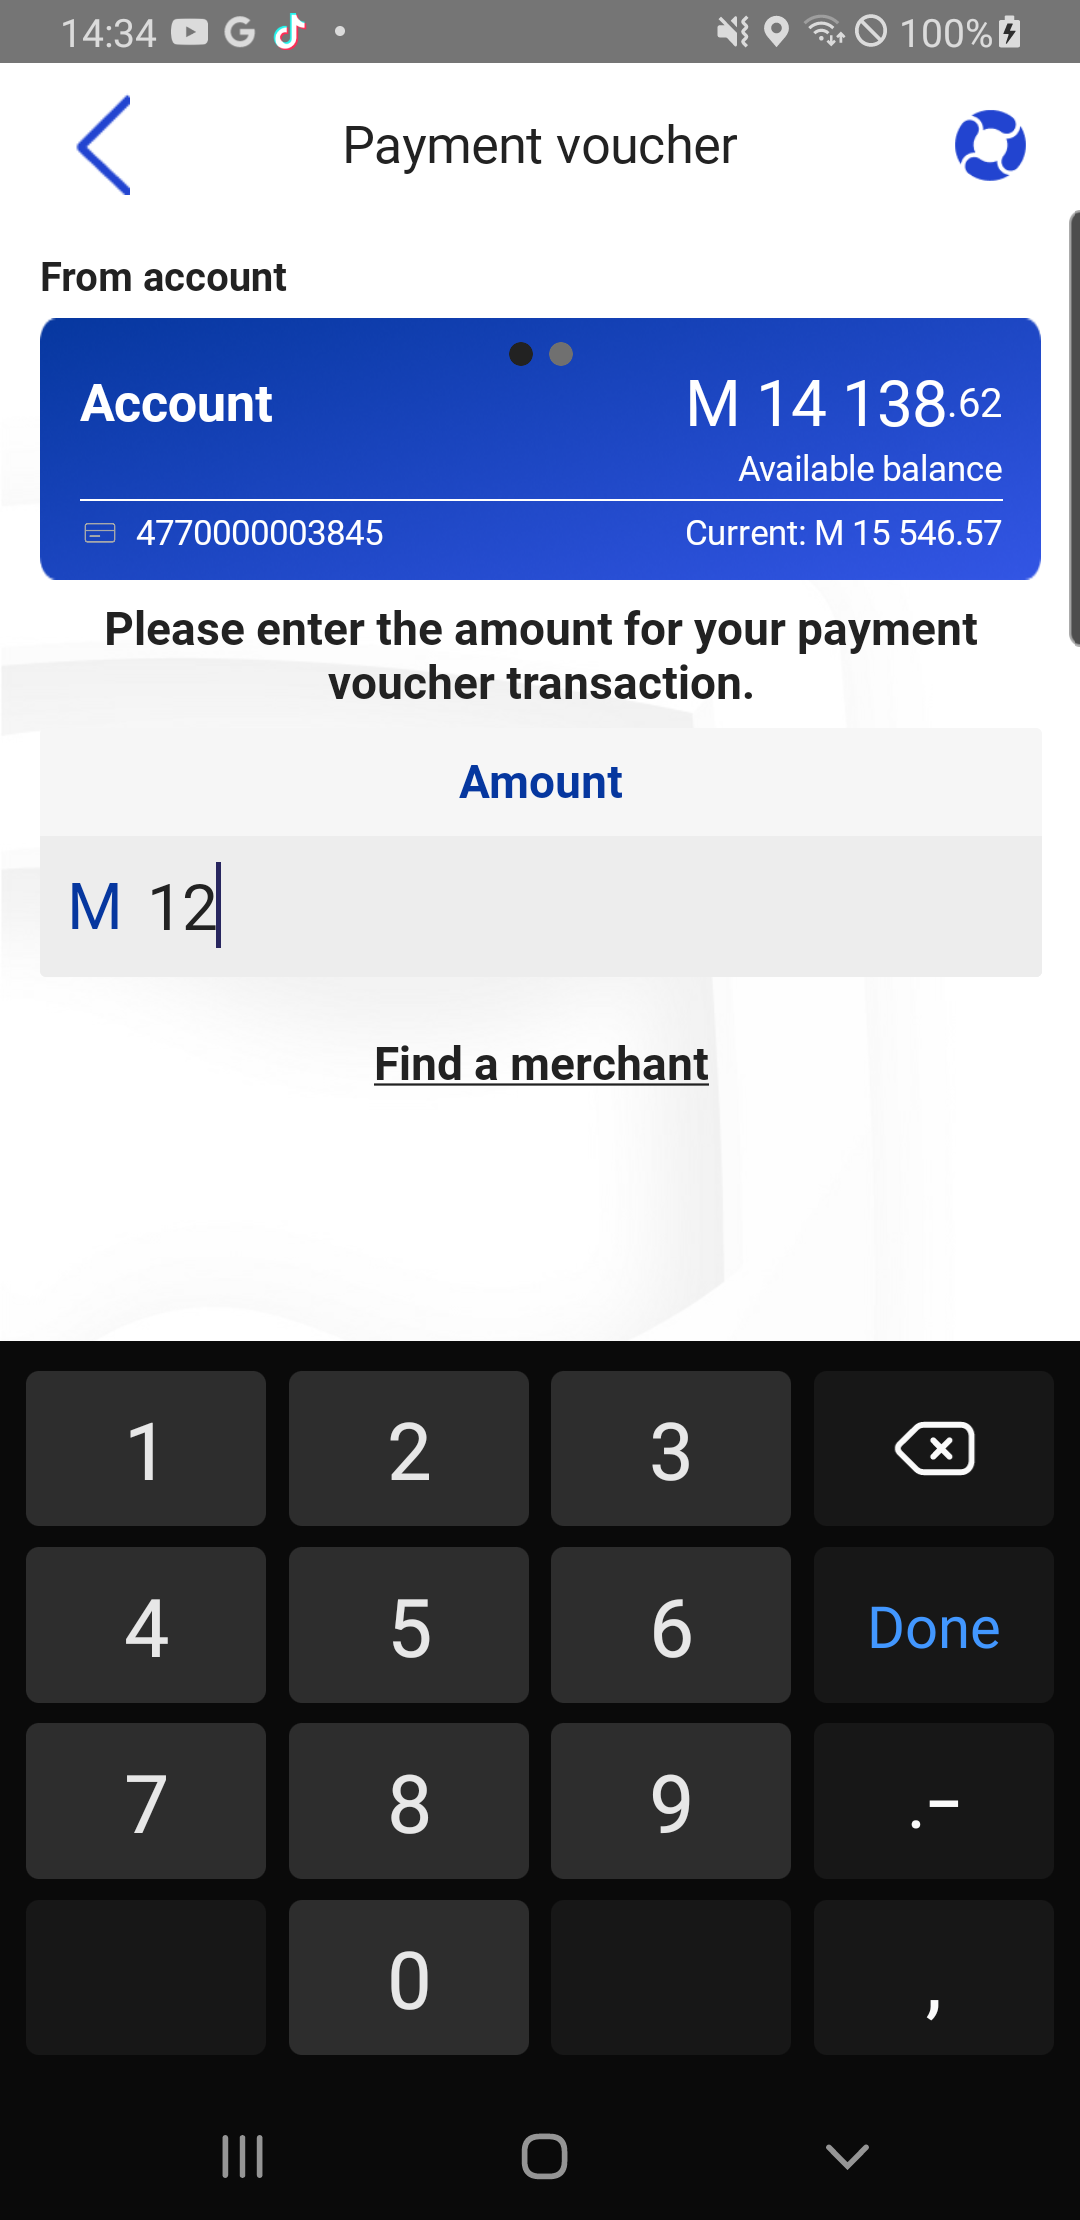 14:34
100%
Payment voucher
From account
Account
M 14 138.62
Available balance
4770000003845
Current: M 15 546.57
Please enter the amount for your payment
voucher transaction.
Amount
M 12
Find a merchant
1 2 3
4 5 6 Done
7 8 9 .-
0 ,